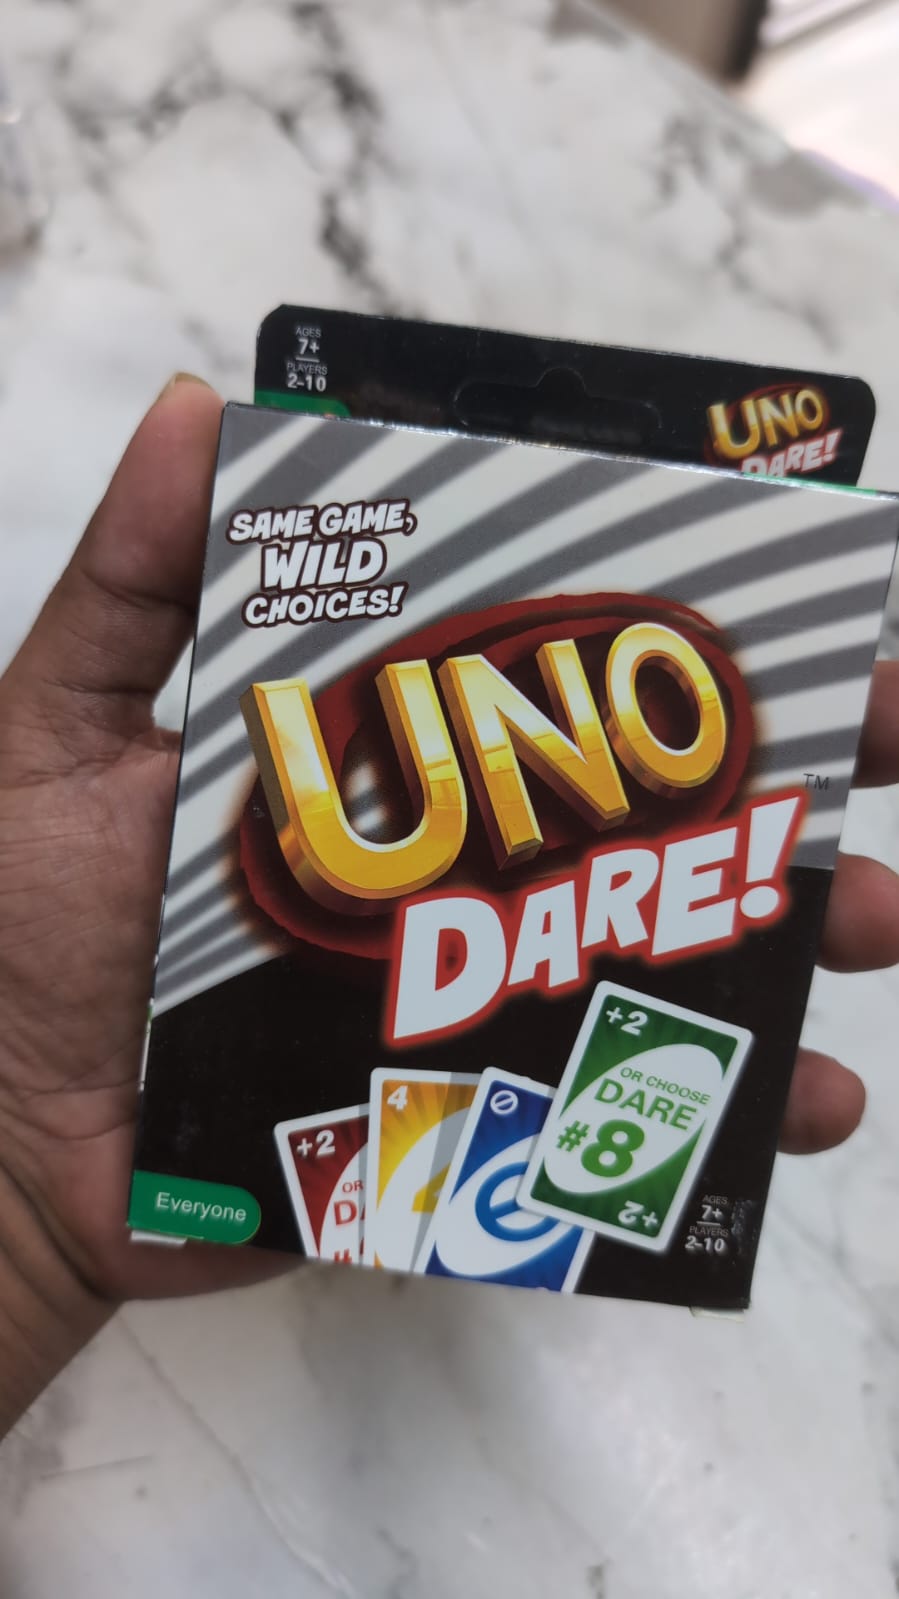 AGES
7+
PLAYERS
2-10
UNO
DARE!
SAME GAME,
WILD
CHOICES!
UNO
TM
DARE!
+2
OR CHOOSE
DARE
#8
+2
4
+2
OR
Everyone
AGES
7+
PLAYERS
2-10